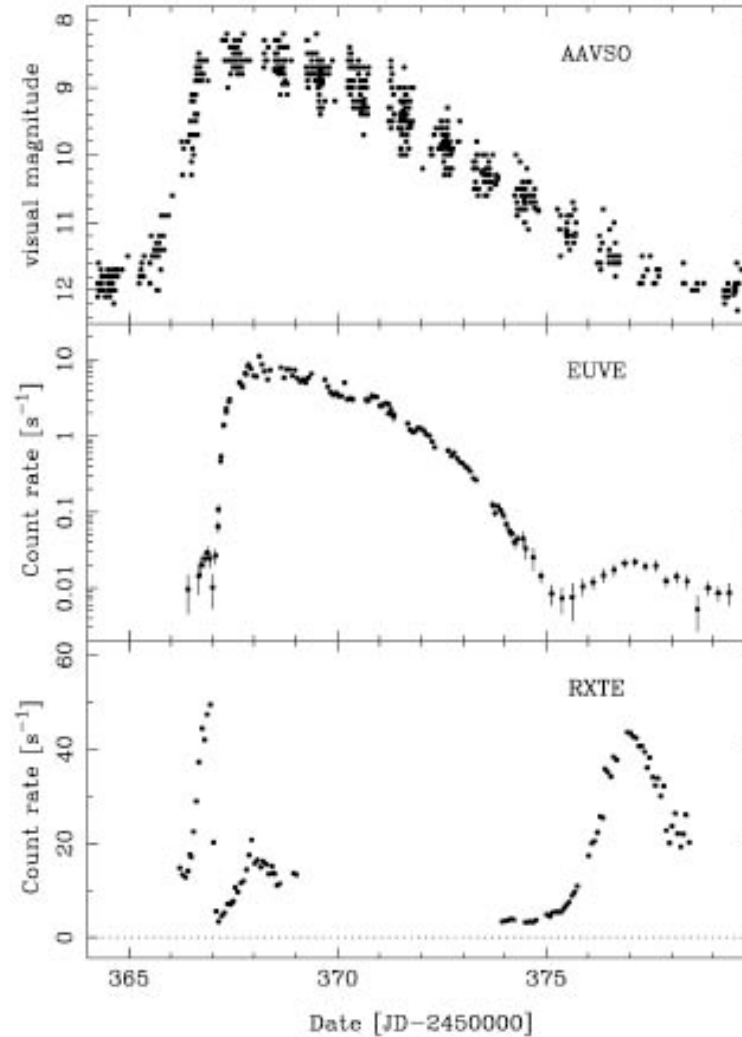 AAVSO
visual magnitude
8
9
10
11
12
EUVE
Count rate [s⁻¹]
10
1
0.1
0.01
RXTE
Count rate [s⁻¹]
60
40
20
0
365 370 375
Date [JD−2450000]